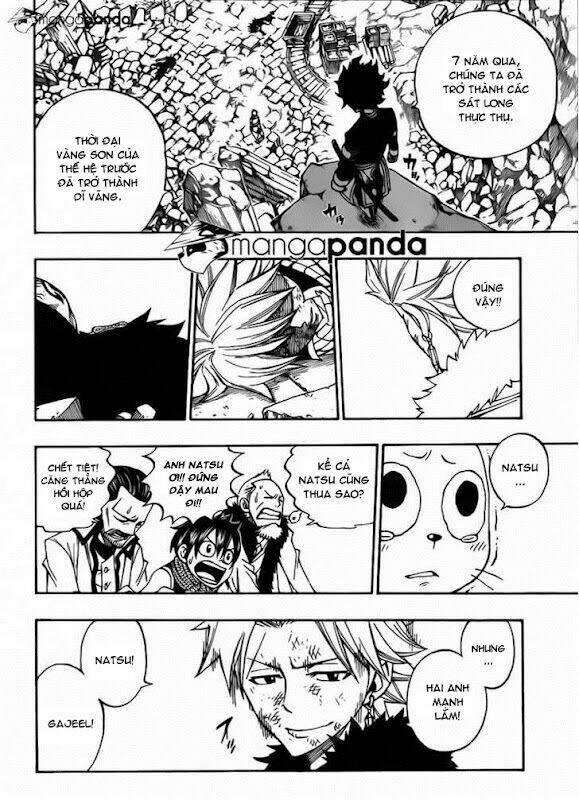 mangapanda
7 NĂM QUA,
CHÚNG TA ĐÃ
TRỞ THÀNH CÁC
SÁT LONG
THỰC THỤ.
THỜI ĐẠI
VÀNG SON CỦA
THẾ HỆ TRƯỚC
ĐÃ TRỞ THÀNH
DĨ VÃNG.
mangapanda
ĐÚNG
VẬY!!
NATSU
...
KỂ CẢ
NATSU CŨNG
THUA SAO?
ANH NATSU
ƠI!! ĐỨNG
DẬY MAU
ĐI!!
CHẾT TIỆT!
CĂNG THẲNG
HỒI HỘP
QUÁ!
NHƯNG
...
HAI ANH
MẠNH
LẮM!
NATSU!
GAJEEL!